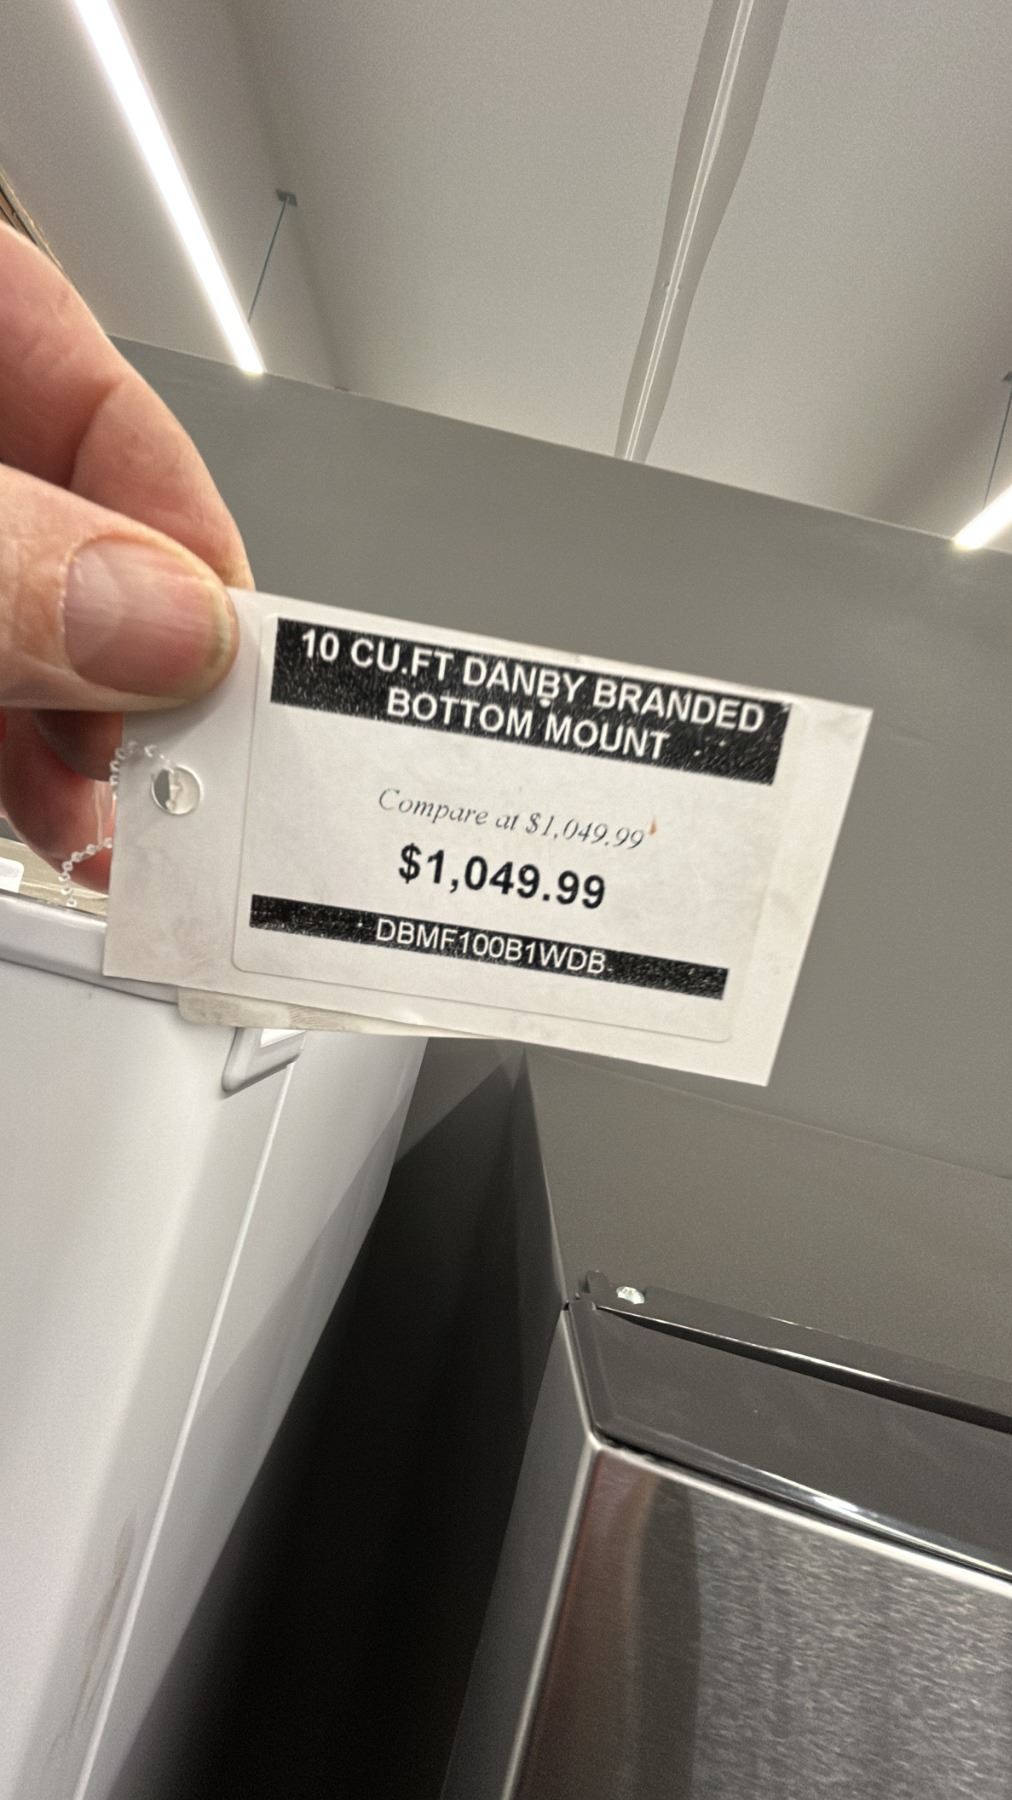 10 CU.FT DANBY BRANDED
BOTTOM MOUNT
Compare at $1,049.99
$1,049.99
DBMF100B1WDB